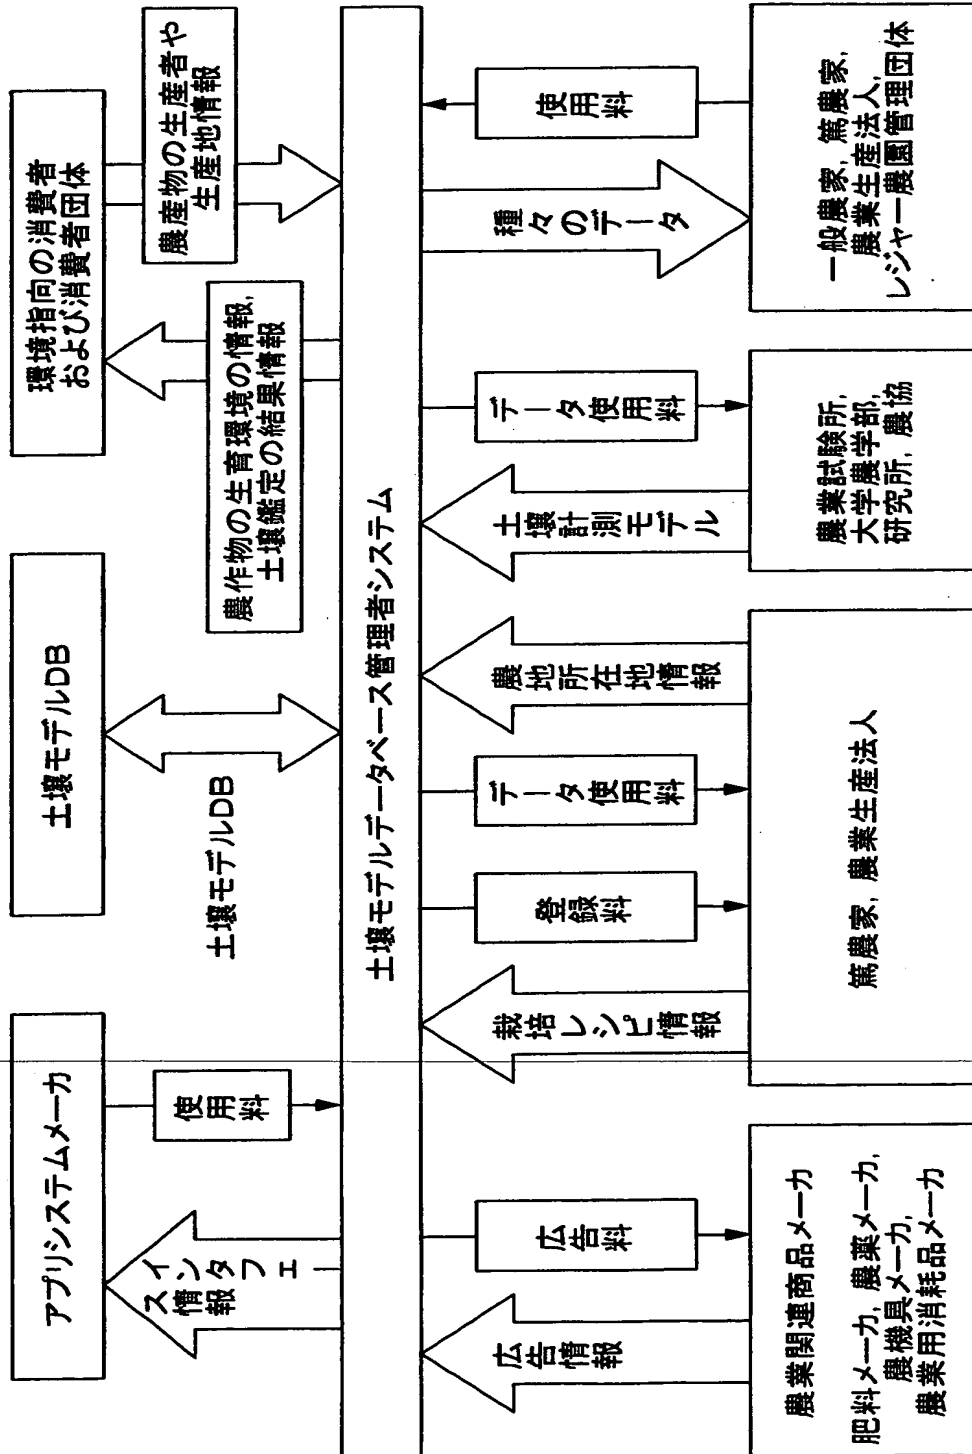 アプリシステムメーカ
土壌モデルDB
環境指向の消費者
および消費者団体
インタフェー
ス情報
使用料
土壌モデルDB
農作物の生育環境の情報,
土壌鑑定の結果情報
農産物の生産者や
生産地情報
土壌モデルデータベース管理者システム
広告情報
広告料
栽培レシピ情報
登録料
データ使用料
農地所在地情報
土壌計測モデル
データ使用料
種々のデータ
使用料
農業関連商品メーカ
肥料メーカ, 農薬メーカ,
農機具メーカ,
農業用消耗品メーカ
篤農家, 農業生産法人
農業試験所,
大学農学部,
研究所, 農協
一般農家, 篤農家,
農業生産法人,
レジャー農園管理団体